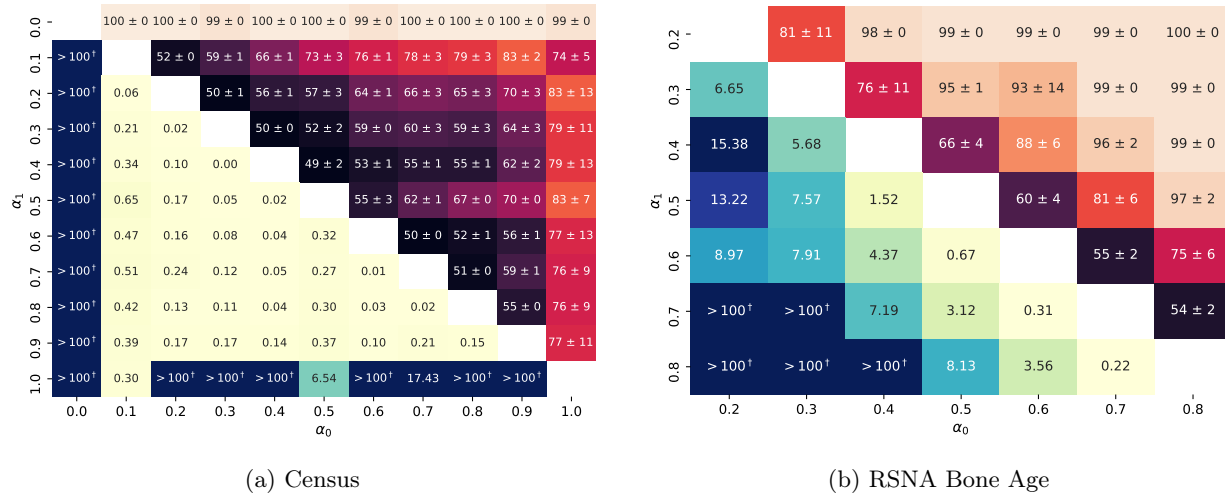 0.0 100 ± 0 100 ± 0 99 ± 0 100 ± 0 100 ± 0 99 ± 0 100 ± 0 100 ± 0 100 ± 0 99 ± 0
0.1 > 100† 52 ± 0 59 ± 1 66 ± 1 73 ± 3 76 ± 1 78 ± 3 79 ± 3 83 ± 2 74 ± 5
0.2 > 100† 0.06 50 ± 1 56 ± 1 57 ± 3 64 ± 1 66 ± 3 65 ± 3 70 ± 3 83 ± 13
0.3 > 100† 0.21 0.02 50 ± 0 52 ± 2 59 ± 0 60 ± 3 59 ± 3 64 ± 3 79 ± 11
0.4 > 100† 0.34 0.10 0.00 49 ± 2 53 ± 1 55 ± 1 55 ± 1 62 ± 2 79 ± 13
α1
0.5 > 100† 0.65 0.17 0.05 0.02 55 ± 3 62 ± 1 67 ± 0 70 ± 0 83 ± 7
0.6 > 100† 0.47 0.16 0.08 0.04 0.32 50 ± 0 52 ± 1 56 ± 1 77 ± 13
0.7 > 100† 0.51 0.24 0.12 0.05 0.27 0.01 51 ± 0 59 ± 1 76 ± 9
0.8 > 100† 0.42 0.13 0.11 0.04 0.30 0.03 0.02 55 ± 0 76 ± 9
0.9 > 100† 0.39 0.17 0.17 0.14 0.37 0.10 0.21 0.15 77 ± 11
1.0 > 100† 0.30 > 100† > 100† > 100† 6.54 > 100† 17.43 > 100† > 100†
0.0 0.1 0.2 0.3 0.4 0.5 0.6 0.7 0.8 0.9 1.0
α0
(a) Census
0.2 81 ± 11 98 ± 0 99 ± 0 99 ± 0 99 ± 0 100 ± 0
0.3 6.65 76 ± 11 95 ± 1 93 ± 14 99 ± 0 99 ± 0
0.4 15.38 5.68 66 ± 4 88 ± 6 96 ± 2 99 ± 0
α1
0.5 13.22 7.57 1.52 60 ± 4 81 ± 6 97 ± 2
0.6 8.97 7.91 4.37 0.67 55 ± 2 75 ± 6
0.7 > 100† > 100† 7.19 3.12 0.31 54 ± 2
0.8 > 100† > 100† > 100† 8.13 3.56 0.22
0.2 0.3 0.4 0.5 0.6 0.7 0.8
α0
(b) RSNA Bone Age